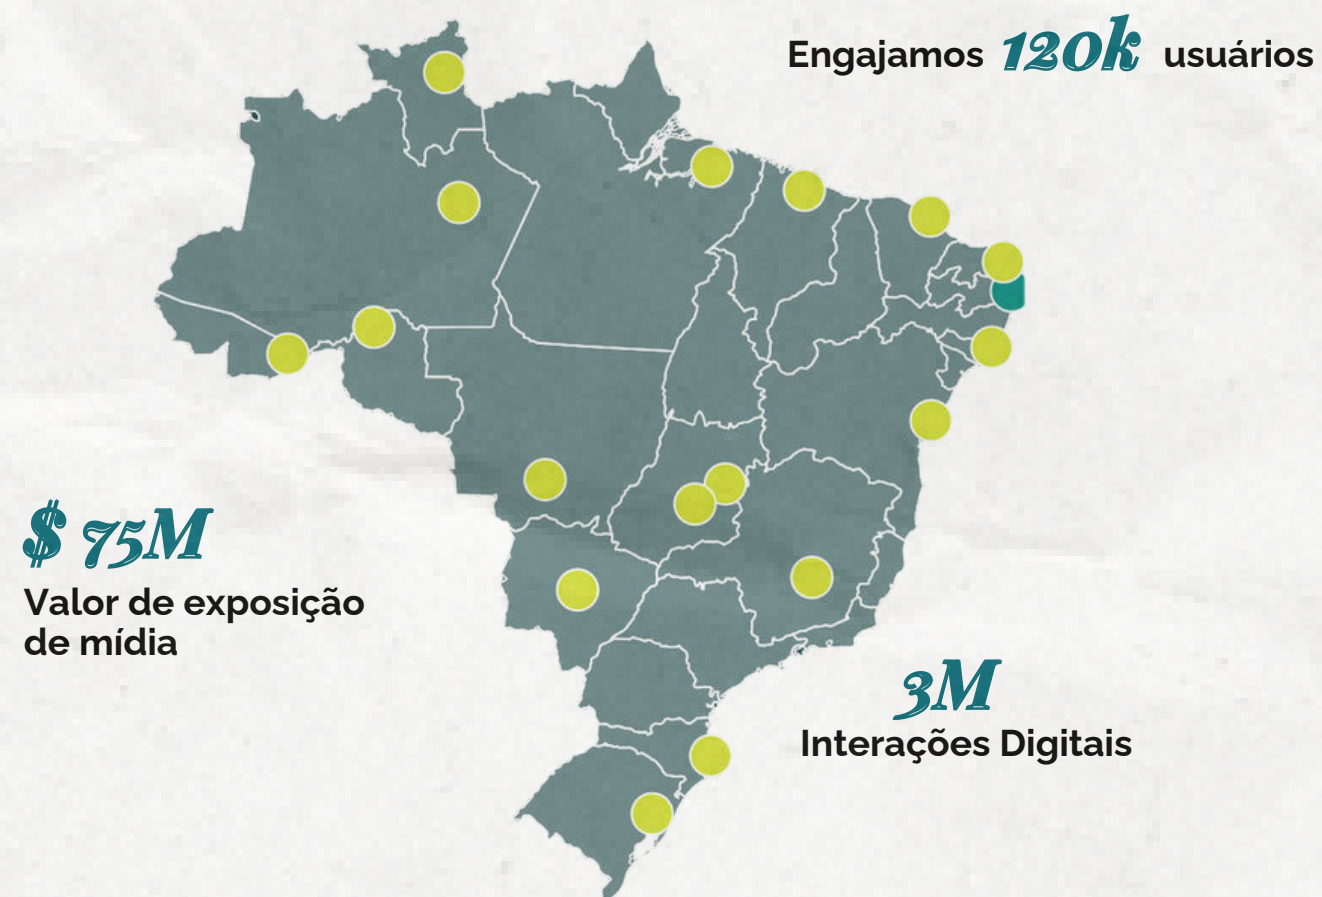 Engajamos 120k usuários
$ 75M
Valor de exposição
de mídia
3M
Interações Digitais